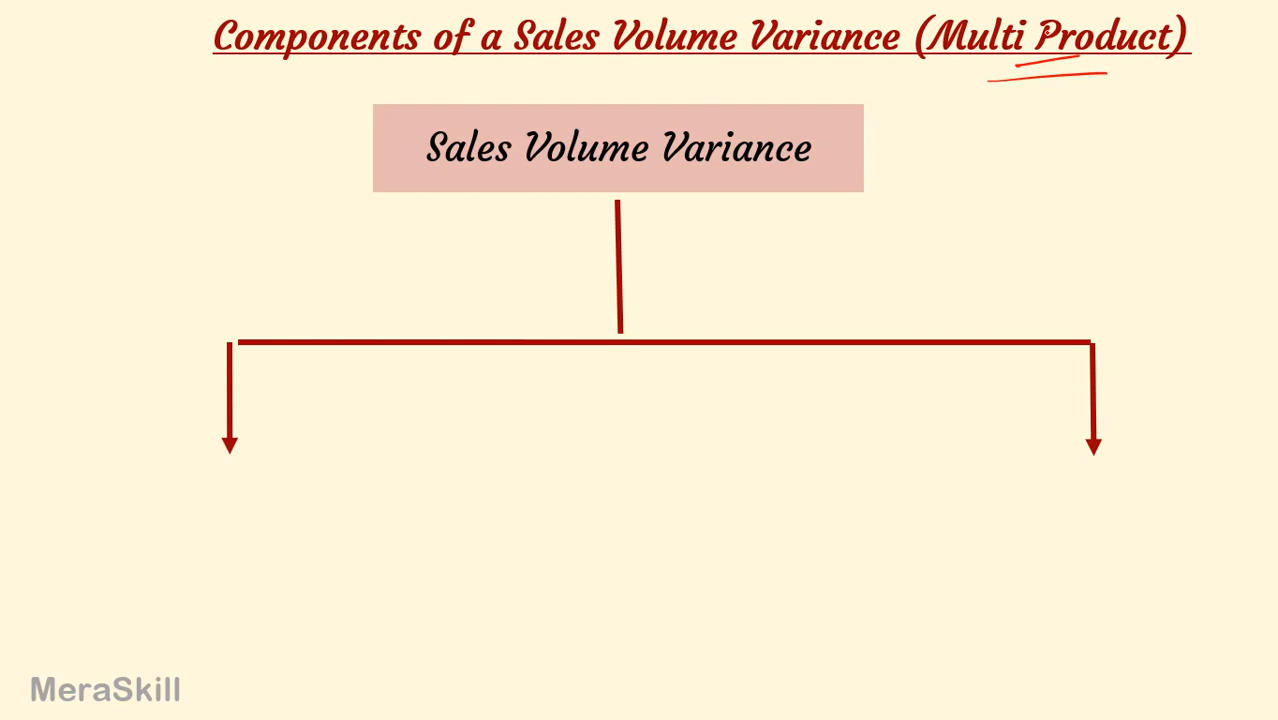 Components of a Sales Volume Variance (Multi Product)
Sales Volume Variance
MeraSkill